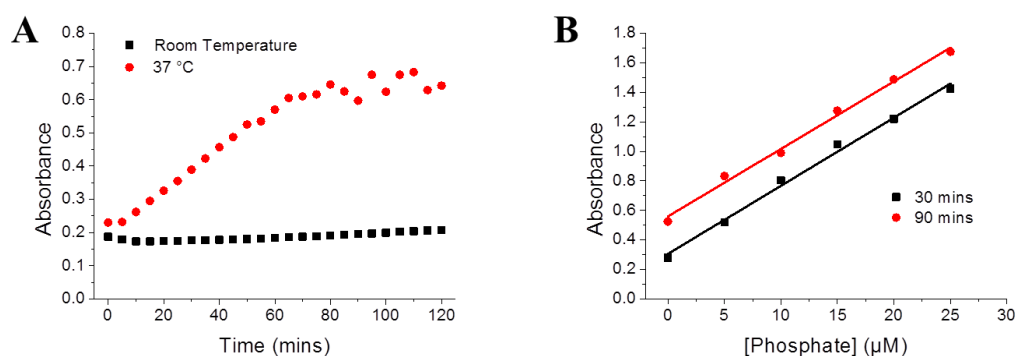 A
0.8
0.7
0.6
0.5
0.4
0.3
0.2
0.1
0.0
Absorbance
Room Temperature
37 °C
0 20 40 60 80 100 120
Time (mins)
B
1.8
1.6
1.4
1.2
1.0
0.8
0.6
0.4
0.2
0.0
Absorbance
30 mins
90 mins
0 5 10 15 20 25 30
[Phosphate] (µM)